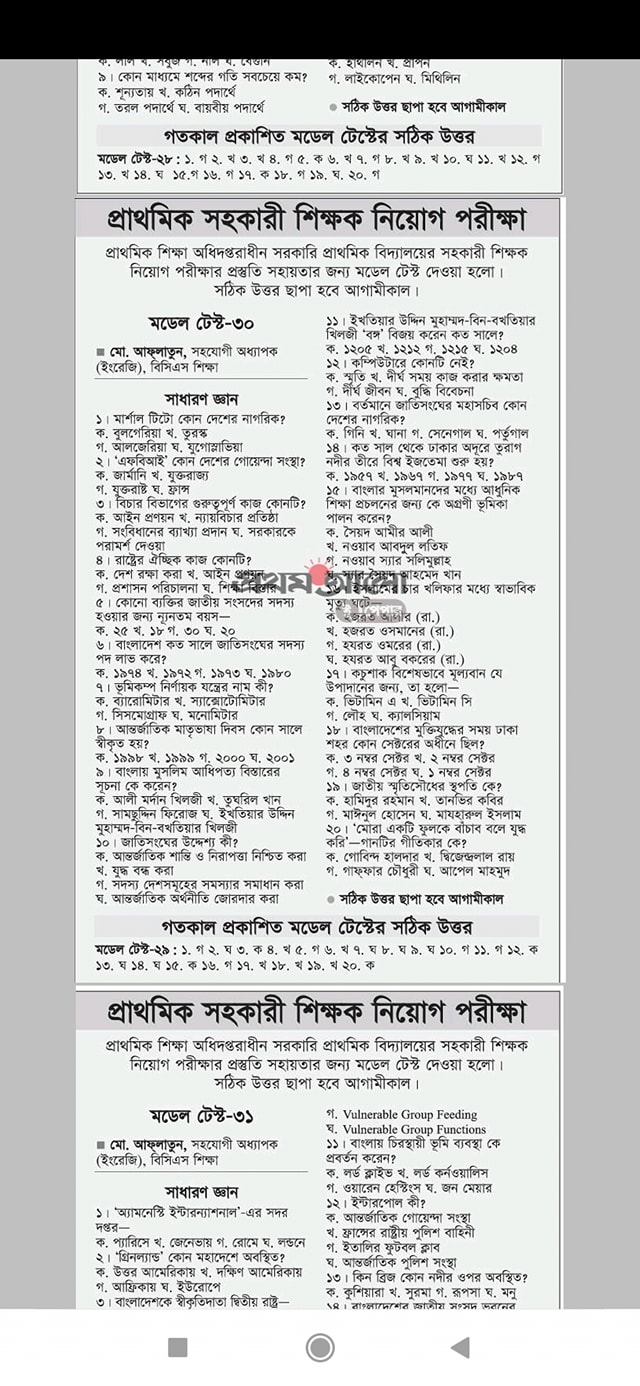 ক. লাল খ. সবুজ গ. নীল ঘ. বেগুনি
৯। কোন মাধ্যমে শব্দের গতি সবচেয়ে কম?
ক. শূন্যতায় খ. কঠিন পদার্থে
গ. তরল পদার্থে ঘ. বায়বীয় পদার্থে
ক. ইথিলিন খ. প্রপিন
গ. লাইকোপেন ঘ. মিথিলিন
সঠিক উত্তর ছাপা হবে আগামীকাল
গতকাল প্রকাশিত মডেল টেস্টের সঠিক উত্তর
মডেল টেস্ট-২৮ : ১. গ ২. খ ৩. খ ৪. গ ৫. ক ৬. খ ৭. গ ৮. খ ৯. খ ১০. ঘ ১১. খ ১২. গ
১৩. খ ১৪. ঘ ১৫.গ ১৬. গ ১৭. ক ১৮. গ ১৯. ঘ. ২০. গ
প্রাথমিক সহকারী শিক্ষক নিয়োগ পরীক্ষা
প্রাথমিক শিক্ষা অধিদপ্তরাধীন সরকারি প্রাথমিক বিদ্যালয়ের সহকারী শিক্ষক
নিয়োগ পরীক্ষার প্রস্তুতি সহায়তার জন্য মডেল টেস্ট দেওয়া হলো।
সঠিক উত্তর ছাপা হবে আগামীকাল।
মডেল টেস্ট-৩০
মো. আফ্লাতুন, সহযোগী অধ্যাপক
(ইংরেজি), বিসিএস শিক্ষা
সাধারণ জ্ঞান
১। মার্শাল টিটো কোন দেশের নাগরিক?
ক. বুলগেরিয়া খ. তুরস্ক
গ. আলজেরিয়া ঘ. যুগোস্লাভিয়া
২। ‘এফবিআই’ কোন দেশের গোয়েন্দা সংস্থা?
ক. জার্মানি খ. যুক্তরাজ্য
গ. যুক্তরাষ্ট্র ঘ. ফ্রান্স
৩। বিচার বিভাগের গুরুত্বপূর্ণ কাজ কোনটি?
ক. আইন প্রণয়ন খ. ন্যায়বিচার প্রতিষ্ঠা
গ. সংবিধানের ব্যাখ্যা প্রদান ঘ. সরকারকে
পরামর্শ দেওয়া
৪। রাষ্ট্রের ঐচ্ছিক কাজ কোনটি?
ক. দেশ রক্ষা করা খ. আইন প্রণয়ন
গ. প্রশাসন পরিচালনা ঘ. শিক্ষা বিস্তার
৫। কোনো ব্যক্তির জাতীয় সংসদের সদস্য
হওয়ার জন্য ন্যূনতম বয়স—
ক. ২৫ খ. ১৮ গ. ৩০ ঘ. ২০
৬। বাংলাদেশ কত সালে জাতিসংঘের সদস্য
পদ লাভ করে?
ক. ১৯৭৪ খ. ১৯৭২ গ. ১৯৭৩ ঘ. ১৯৮০
৭। ভূমিকম্প নির্ণায়ক যন্ত্রের নাম কী?
ক. ব্যারোমিটার খ. স্যাক্সোটোমিটার
গ. সিসমোগ্রাফ ঘ. মনোমিটার
৮। আন্তর্জাতিক মাতৃভাষা দিবস কোন সালে
স্বীকৃত হয়?
ক. ১৯৯৮ খ. ১৯৯৯ গ. ২০০০ ঘ. ২০০১
৯। বাংলায় মুসলিম আধিপত্য বিস্তারের
সূচনা কে করেন?
ক. আলী মর্দান খিলজী খ. তুঘরিল খান
গ. সামছুদ্দিন ফিরোজ ঘ. ইখতিয়ার উদ্দিন
মুহাম্মদ-বিন-বখতিয়ার খিলজী
১০। জাতিসংঘের উদ্দেশ্য কী?
ক. আন্তর্জাতিক শান্তি ও নিরাপত্তা নিশ্চিত করা
খ. যুদ্ধ বন্ধ করা
গ. সদস্য দেশসমূহের সমস্যার সমাধান করা
ঘ. আন্তর্জাতিক অর্থনীতি জোরদার করা
১১। ইখতিয়ার উদ্দিন মুহাম্মদ-বিন-বখতিয়ার
খিলজী ‘বঙ্গ’ বিজয় করেন কত সালে?
ক. ১২০৫ খ. ১২১২ গ. ১২১৫ ঘ. ১২০৪
১২। কম্পিউটারে কোনটি নেই?
ক. স্মৃতি খ. দীর্ঘ সময় কাজ করার ক্ষমতা
গ. দীর্ঘ জীবন ঘ. বুদ্ধি বিবেচনা
১৩। বর্তমানে জাতিসংঘের মহাসচিব কোন
দেশের নাগরিক?
ক. গিনি খ. ঘানা গ. সেনেগাল ঘ. পর্তুগাল
১৪। কত সাল থেকে ঢাকার অদূরে তুরাগ
নদীর তীরে বিশ্ব ইজতেমা শুরু হয়?
ক. ১৯৫৭ খ. ১৯৬৭ গ. ১৯৭৭ ঘ. ১৯৮৭
১৫। বাংলার মুসলমানদের মধ্যে আধুনিক
শিক্ষা প্রচলনের জন্য কে অগ্রণী ভূমিকা
পালন করেন?
ক. সৈয়দ আমীর আলী
খ. নওয়াব আবদুল লতিফ
গ. নওয়াব স্যার সলিমুল্লাহ
ঘ. স্যার সৈয়দ আহমেদ খান
১৬। ইসলামের চার খলিফার মধ্যে স্বাভাবিক
মৃত্যু ঘটে—
ক. হজরত আলীর (রা.)
খ. হজরত ওসমানের (রা.)
গ. হযরত ওমরের (রা.)
ঘ. হযরত আবু বকরের (রা.)
১৭। কচুশাক বিশেষভাবে মূল্যবান যে
উপাদানের জন্য, তা হলো—
ক. ভিটামিন এ খ. ভিটামিন সি
গ. লৌহ ঘ. ক্যালসিয়াম
১৮। বাংলাদেশের মুক্তিযুদ্ধের সময় ঢাকা
শহর কোন সেক্টরের অধীনে ছিল?
ক. ৩ নম্বর সেক্টর খ. ২ নম্বর সেক্টর
গ. ৪ নম্বর সেক্টর ঘ. ১ নম্বর সেক্টর
১৯। জাতীয় স্মৃতিসৌধের স্থপতি কে?
ক. হামিদুর রহমান খ. তানভির কবির
গ. মাঈনুল হোসেন ঘ. মাযহারুল ইসলাম
২০। ‘মোরা একটি ফুলকে বাঁচাব বলে যুদ্ধ
করি’—গানটির গীতিকার কে?
ক. গোবিন্দ হালদার খ. দ্বিজেন্দ্রলাল রায়
গ. গাফ্ফার চৌধুরী ঘ. আপেল মাহমুদ
সঠিক উত্তর ছাপা হবে আগামীকাল
প্রথম আলো
ই পেপার
গতকাল প্রকাশিত মডেল টেস্টের সঠিক উত্তর
মডেল টেস্ট-২৯ : ১. গ ২. ঘ ৩. ক ৪. খ ৫. গ ৬. খ ৭. ঘ ৮. ঘ ৯. ঘ ১০. গ ১১. গ ১২. ক
১৩. ঘ ১৪. ঘ ১৫. ক ১৬. গ ১৭. খ ১৮. খ ১৯. খ ২০. ক
প্রাথমিক সহকারী শিক্ষক নিয়োগ পরীক্ষা
প্রাথমিক শিক্ষা অধিদপ্তরাধীন সরকারি প্রাথমিক বিদ্যালয়ের সহকারী শিক্ষক
নিয়োগ পরীক্ষার প্রস্তুতি সহায়তার জন্য মডেল টেস্ট দেওয়া হলো।
সঠিক উত্তর ছাপা হবে আগামীকাল।
মডেল টেস্ট-৩১
মো. আফ্লাতুন, সহযোগী অধ্যাপক
(ইংরেজি), বিসিএস শিক্ষা
সাধারণ জ্ঞান
১। ‘অ্যামনেস্টি ইন্টারন্যাশনাল’-এর সদর
দপ্তর—
ক. প্যারিসে খ. জেনেভায় গ. রোমে ঘ. লন্ডনে
২। ‘গ্রিনল্যান্ড’ কোন মহাদেশে অবস্থিত?
ক. উত্তর আমেরিকায় খ. দক্ষিণ আমেরিকায়
গ. আফ্রিকায় ঘ. ইউরোপে
৩। বাংলাদেশকে স্বীকৃতিদাতা দ্বিতীয় রাষ্ট্র—
গ. Vulnerable Group Feeding
ঘ. Vulnerable Group Functions
১১। বাংলায় চিরস্থায়ী ভূমি ব্যবস্থা কে
প্রবর্তন করেন?
ক. লর্ড ক্লাইভ খ. লর্ড কর্নওয়ালিস
গ. ওয়ারেন হেস্টিংস ঘ. জন মেয়ার
১২। ইন্টারপোল কী?
ক. আন্তর্জাতিক গোয়েন্দা সংস্থা
খ. ফ্রান্সের রাষ্ট্রীয় পুলিশ বাহিনী
গ. ইতালির ফুটবল ক্লাব
ঘ. আন্তর্জাতিক পুলিশ সংস্থা
১৩। কিন ব্রিজ কোন নদীর ওপর অবস্থিত?
ক. কুশিয়ারা খ. সুরমা গ. রূপসা ঘ. মনু
১৪। বাংলাদেশের জাতীয় সংসদ ভবনের